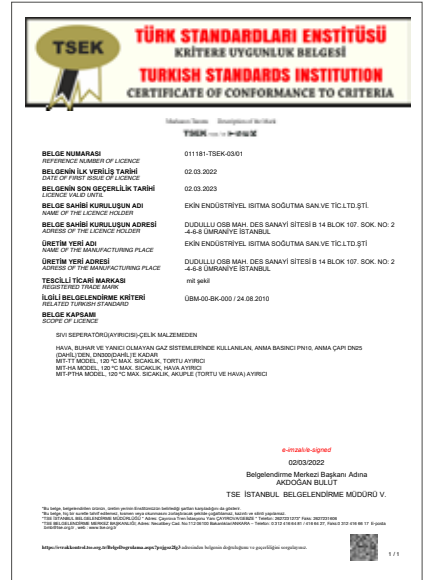 TSEK
TÜRK STANDARDLARI ENSTİTÜSÜ
KRİTERE UYGUNLUK BELGESİ
TURKISH STANDARDS INSTITUTION
CERTIFICATE OF CONFORMANCE TO CRITERIA
Markanın Tanımı Description of the Mark
TSEK
BELGE NUMARASI 011181-TSEK-03/01
REFERENCE NUMBER OF LICENCE
BELGENİN İLK VERİLİŞ TARİHİ 02.03.2022
DATE OF FIRST ISSUE OF LICENCE
BELGENİN SON GEÇERLİLİK TARİHİ 02.03.2023
LICENCE VALID UNTIL
BELGE SAHİBİ KURULUŞUN ADI EKİN ENDÜSTRİYEL ISITMA SOĞUTMA SAN.VE TİC.LTD.ŞTİ
NAME OF THE LICENCE HOLDER
BELGE SAHİBİ KURULUŞUN ADRESİ DUDULLU OSB MAH. DES SANAYİ SİTESİ B 14 BLOK 107. SOK. NO: 2
ADRESS OF THE LICENCE HOLDER -4-6-8 ÜMRANİYE İSTANBUL
ÜRETİM YERİ ADI EKİN ENDÜSTRİYEL ISITMA SOĞUTMA SAN.VE TİC.LTD.ŞTİ
NAME OF THE MANUFACTURING PLACE
ÜRETİM YERİ ADRESİ DUDULLU OSB MAH. DES SANAYİ SİTESİ B 14 BLOK 107. SOK. NO: 2
ADRESS OF THE MANUFACTURING PLACE -4-6-8 ÜMRANİYE İSTANBUL
TESCİLLİ TİCARİ MARKASI mit şekil
REGISTERED TRADE MARK
İLGİLİ BELGELENDİRME KRİTERİ ÜBM-00-BK-000 / 24.08.2010
RELATED TURKISH STANDARD
BELGE KAPSAMI
SCOPE OF LICENCE
SIVI SEPERATÖRÜ(AYIRICISI)-ÇELİK MALZEMEDEN
HAVA, BUHAR VE YANICI OLMAYAN GAZ SİSTEMLERİNDE KULLANILAN, ANMA BASINCI PN10, ANMA ÇAPI DN25
(DAHİL)'DEN, DN300(DAHİL)'E KADAR
MIT-TT MODEL, 120 ºC MAX. SICAKLIK, TORTU AYIRICI
MIT-HA MODEL, 120 ºC MAX. SICAKLIK, HAVA AYIRICI
MIT-PTHA MODEL, 120 ºC MAX. SICAKLIK, AKUPLE (TORTU VE HAVA) AYIRICI
e-imzalı/e-signed
02/03/2022
Belgelendirme Merkezi Başkanı Adına
AKDOĞAN BULUT
TSE İSTANBUL BELGELENDİRME MÜDÜRÜ V.
1 / 1